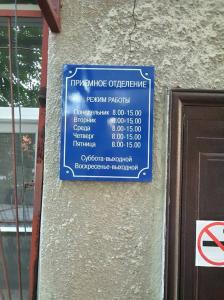 ПРИЕМНОЕ ОТДЕЛЕНИЕ
РЕЖИМ РАБОТЫ
Понедельник 8.00-15.00
Вторник 8.00-15.00
Среда 8.00-15.00
Четверг 8.00-15.00
Пятница 8.00-15.00
Суббота-выходной
Воскресенье-выходной